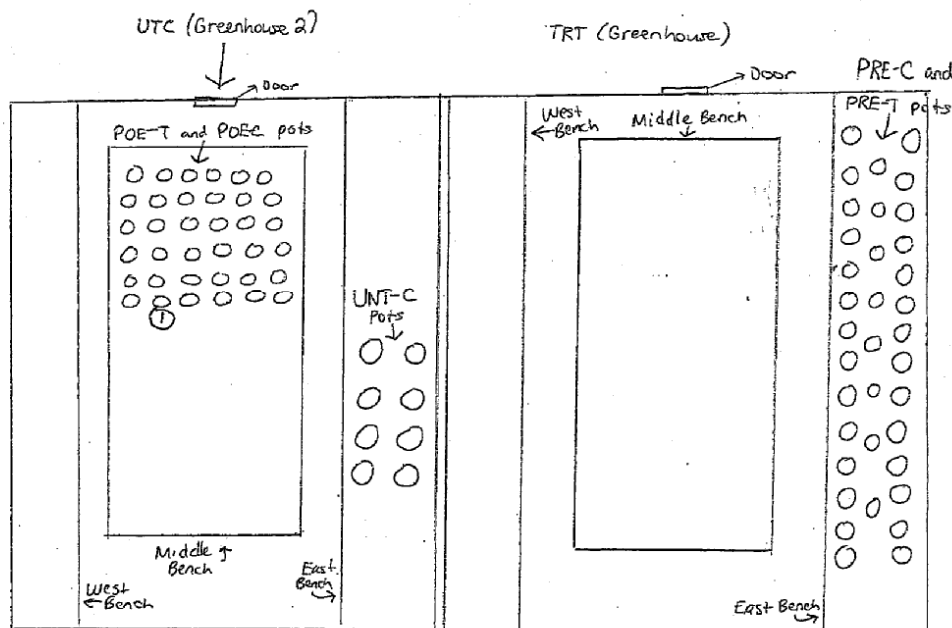 UTC (Greenhouse 2)
Door
POE-T and POE-C pots
1
UNT-C
Pots
Middle
Bench
West
Bench
East
Bench
TRT (Greenhouse)
Door
West
Bench
Middle Bench
PRE-C and
PRE-T pots
East Bench